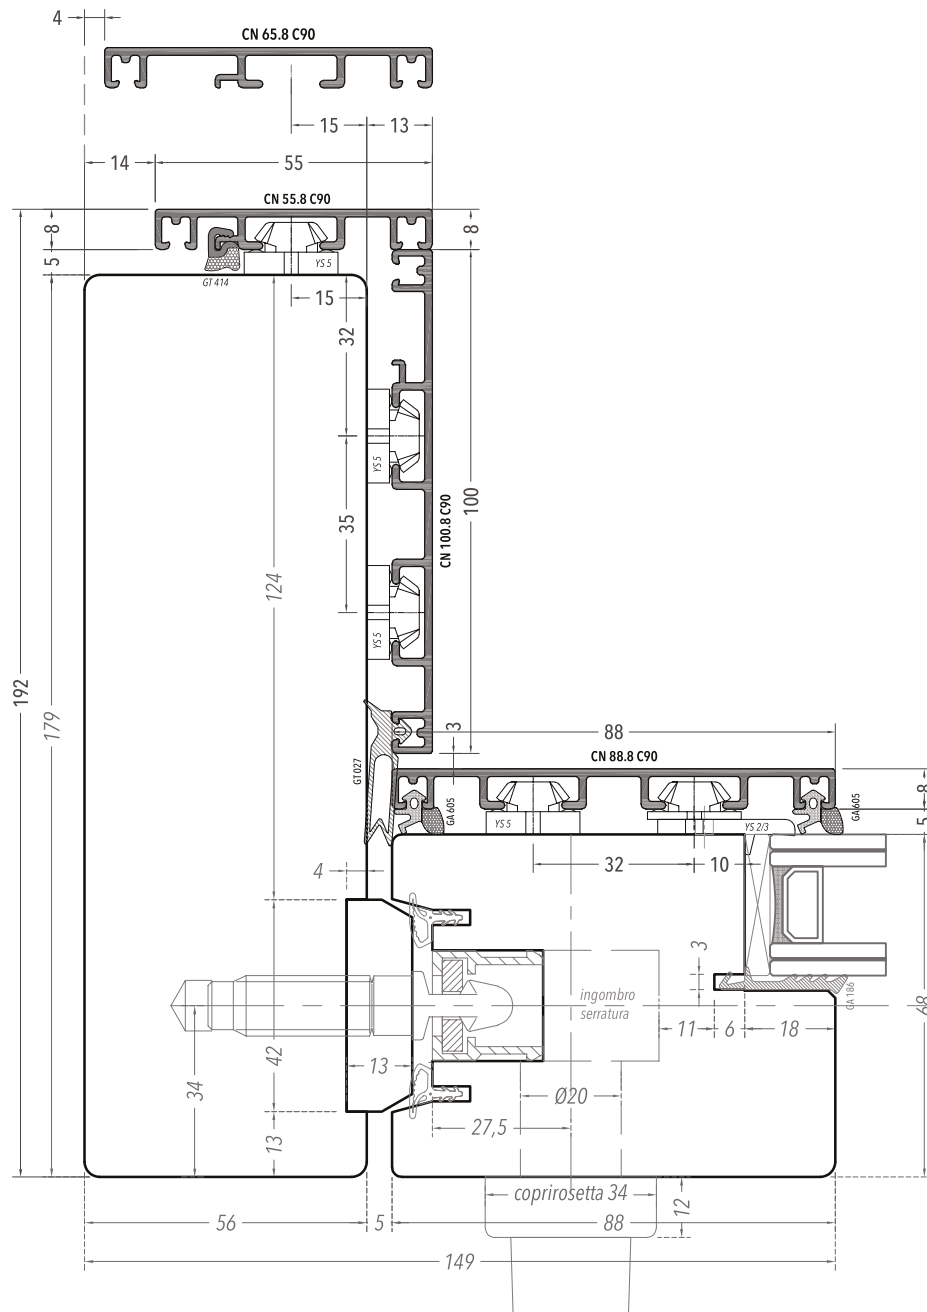 4
CN 65.8 C90
15
13
14
55
CN 55.8 C90
8
8
5
YS 5
GT 414
15
32
YS 5
CN 100.8 C90
100
35
124
YS 5
192
179
3
88
CN 88.8 C90
GT 027
8
GA 605
GA 605
YS 5
YS 2/3
5
32
10
4
3
ingombro
serratura
GA 186
68
11
6
18
42
13
34
Ø20
27,5
13
coprirosetta 34
12
56
5
88
149